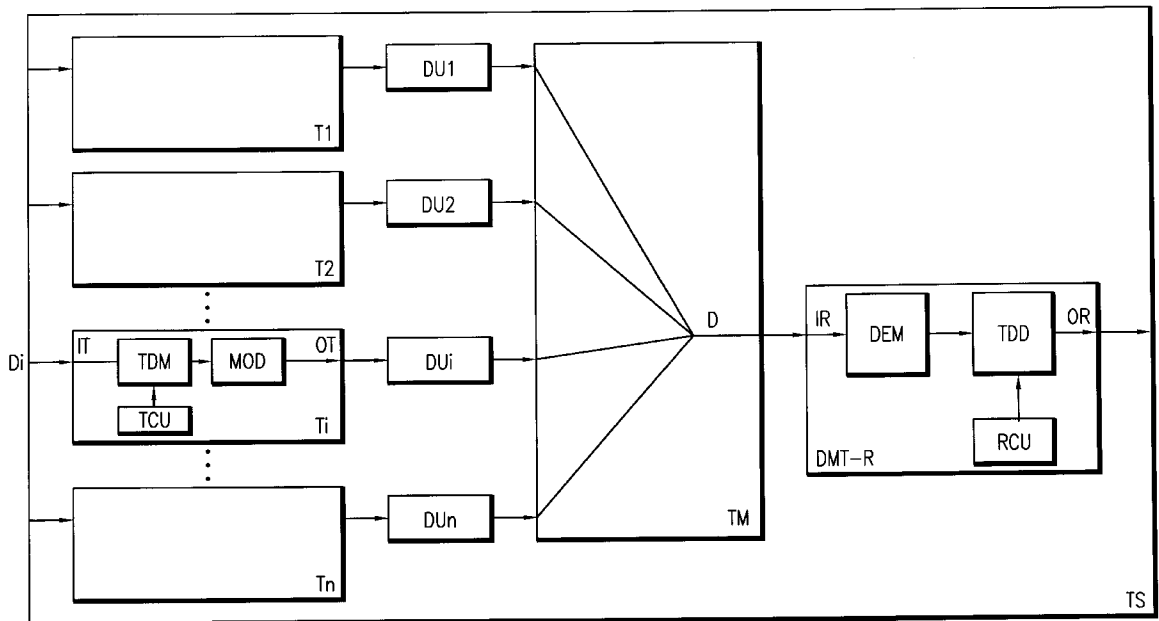 T1
DU1
T2
DU2
Di
IT
TDM
MOD
OT
TCU
Ti
DUi
Tn
DUn
D
TM
IR
DEM
TDD
OR
RCU
DMT-R
TS